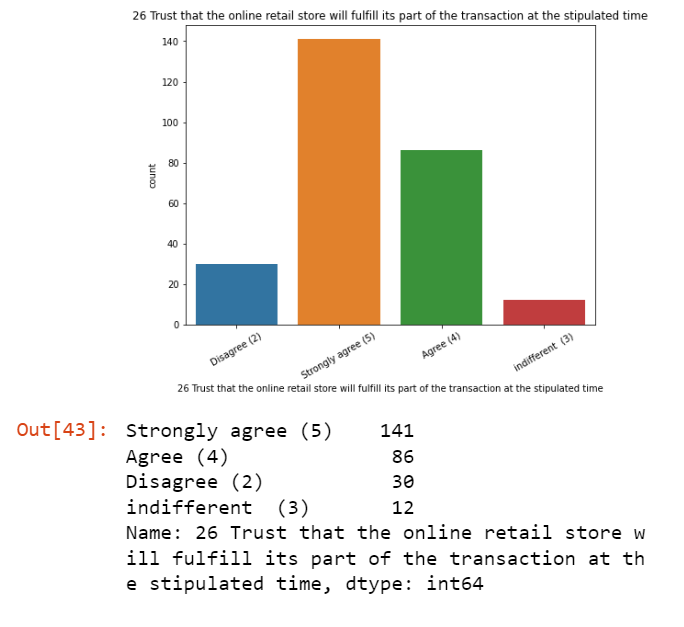 26 Trust that the online retail store will fulfill its part of the transaction at the stipulated time
140
120
100
80
60
40
20
0
count
Disagree (2)
Strongly agree (5)
Agree (4)
indifferent  (3)
26 Trust that the online retail store will fulfill its part of the transaction at the stipulated time
Out[43]: Strongly agree (5)    141
Agree (4)              86
Disagree (2)           30
indifferent  (3)       12
Name: 26 Trust that the online retail store w
ill fulfill its part of the transaction at th
e stipulated time, dtype: int64